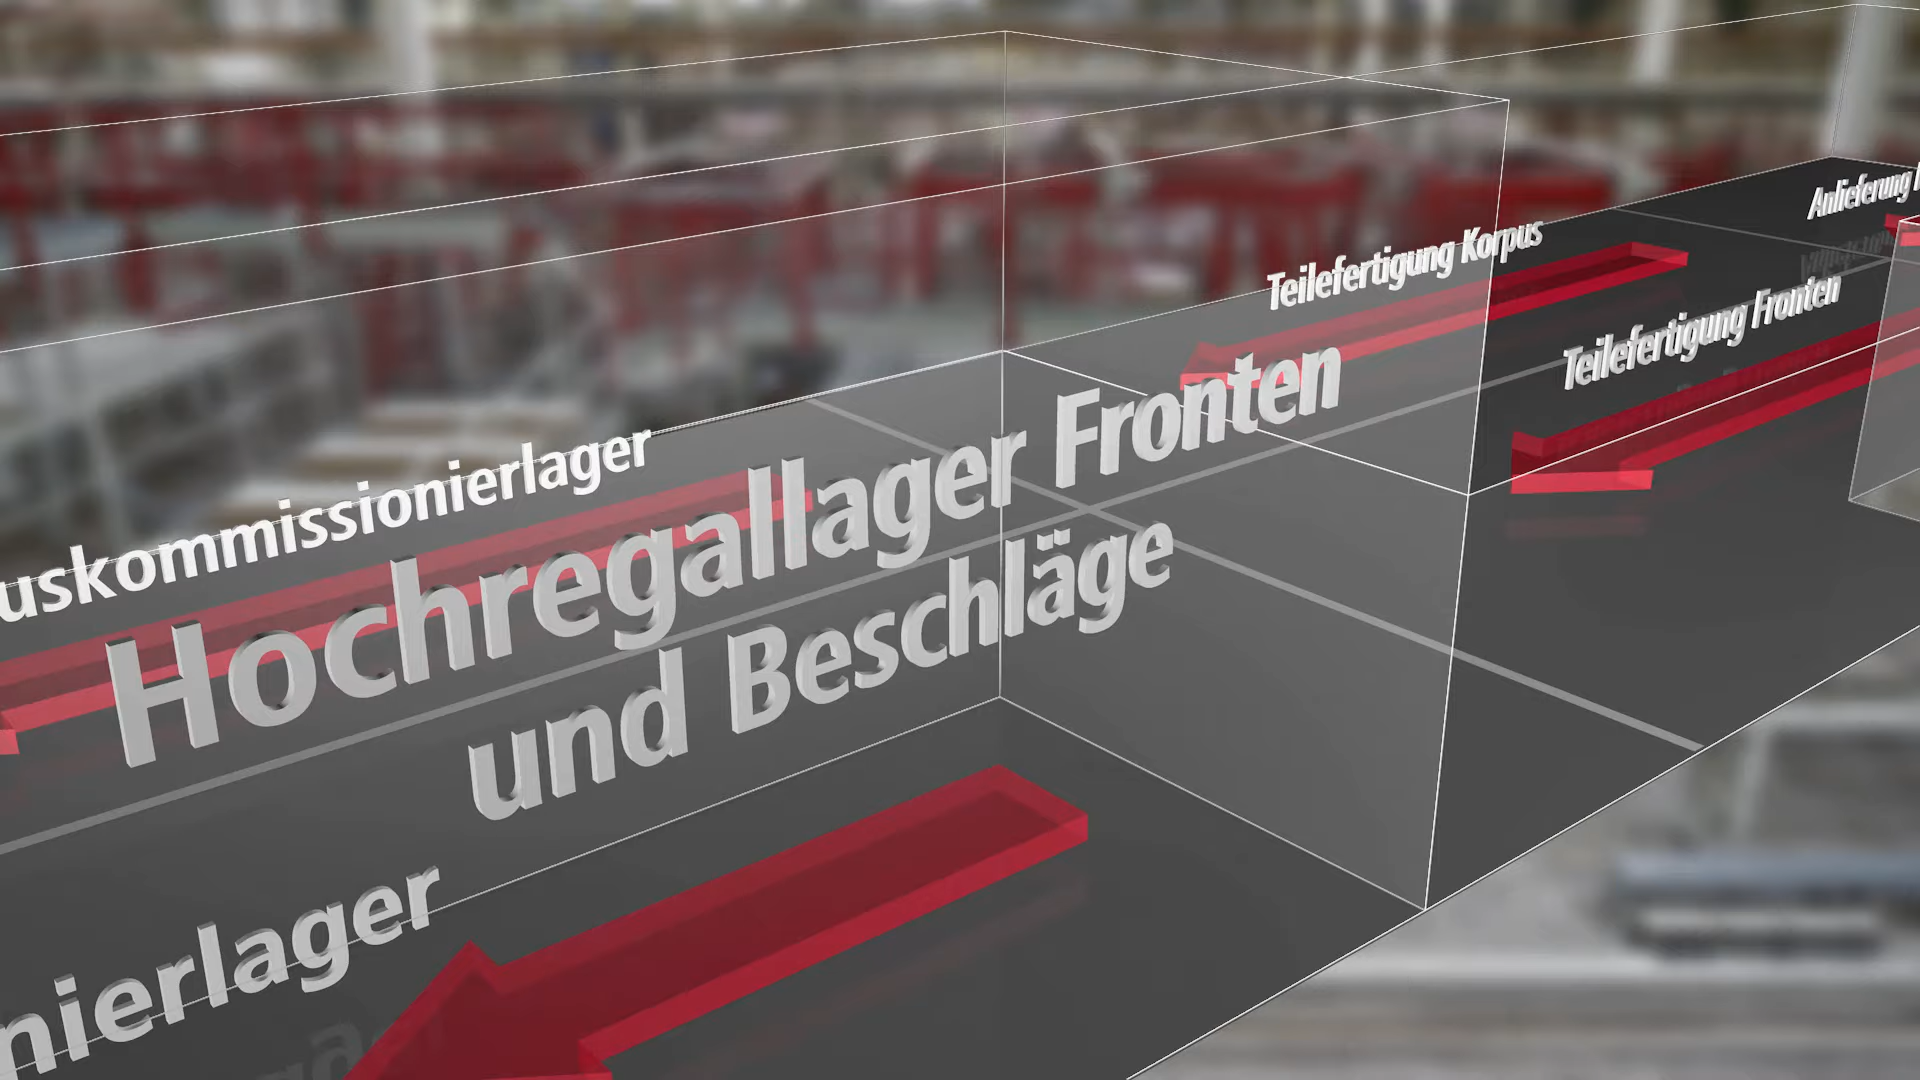 Anlieferung
Teilefertigung Korpus
Teilefertigung Fronten
uskommissionierlager
Hochregallager Fronten
und Beschläge
nierlager